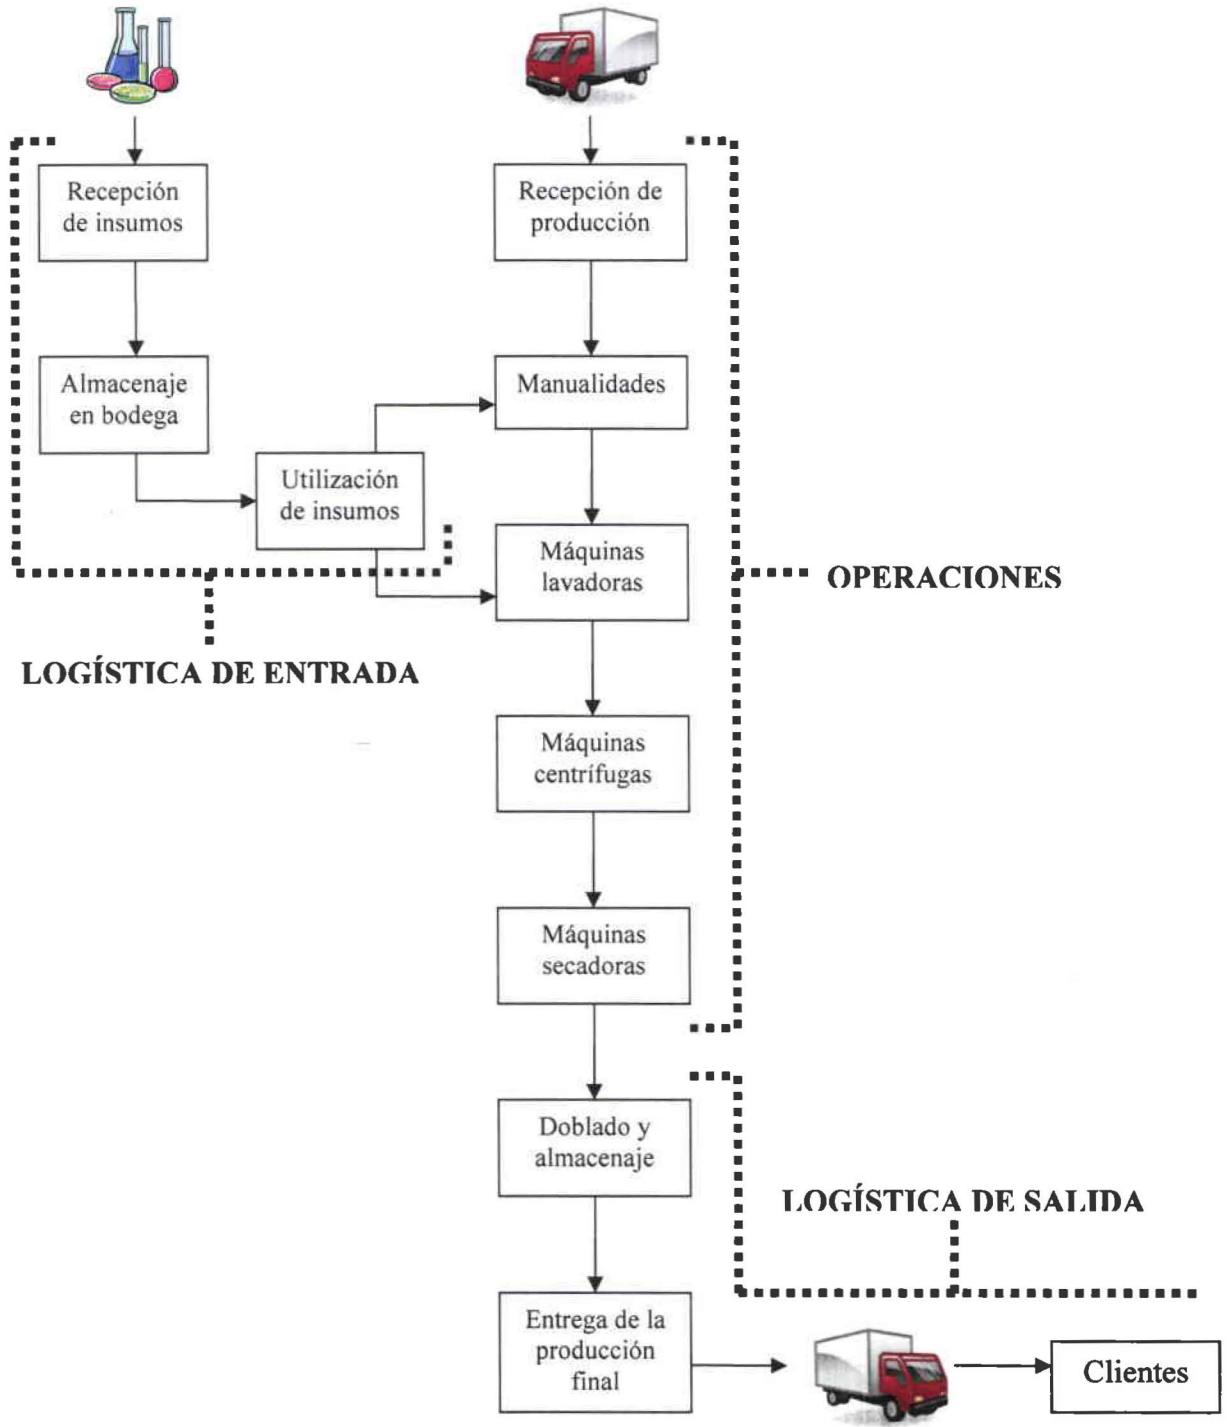 Recepción
de insumos
Recepción de
producción
Almacenaje
en bodega
Manualidades
Utilización
de insumos
Máquinas
lavadoras
OPERACIONES
LOGÍSTICA DE ENTRADA
Máquinas
centrífugas
Máquinas
secadoras
Doblado y
almacenaje
LOGÍSTICA DE SALIDA
Entrega de la
producción
final
Clientes